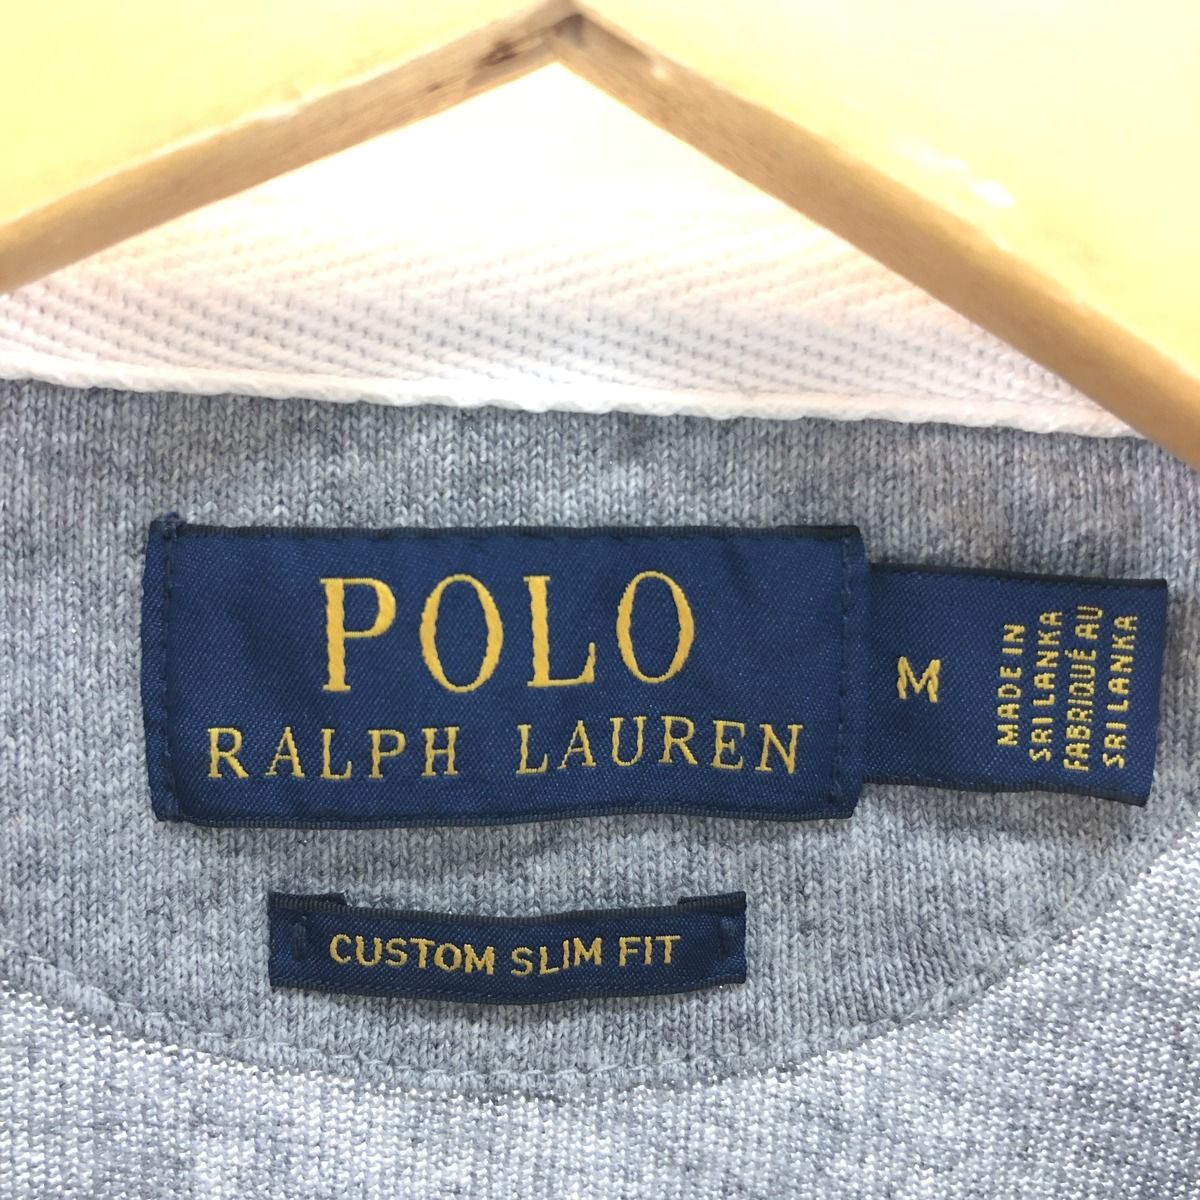 POLO
RALPH LAUREN
M
MADE IN
SRI LANKA
FABRIQUÉ AU
SRI LANKA
CUSTOM SLIM FIT